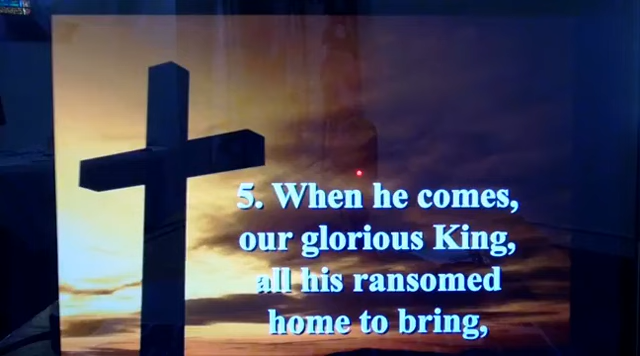 5. When he comes,
our glorious King,
all his ransomed
home to bring,